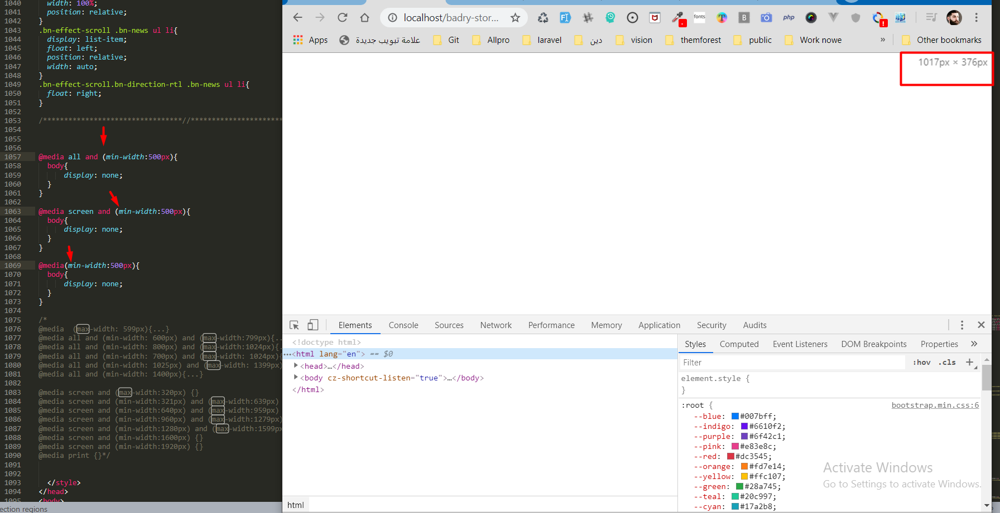 1040 width: 100%;
1041 position: relative;
1042 }
1043 .bn-effect-scroll .bn-news ul li{
1044 display: list-item;
1045 float: left;
1046 position: relative;
1047 width: auto;
1048 }
1049 .bn-effect-scroll.bn-direction-rtl .bn-news ul li{
1050 float: right;
1051 }
1052
1053 /*********************************//**********************
1054
1055
1056
1057 @media all and (min-width:500px){
1058 body{
1059 display: none;
1060 }
1061 }
1062
1063 @media screen and (min-width:500px){
1064 body{
1065 display: none;
1066 }
1067 }
1068
1069 @media(min-width:500px){
1070 body{
1071 display: none;
1072 }
1073 }
1074
1075 /*
1076 @media (max-width: 599px){...}
1077 @media all and (min-width: 600px) and (max-width:799px){..
1078 @media all and (min-width: 800px) and (max-width:1024px){.
1079 @media all and (min-width: 700px) and (max-width: 1024px){
1080 @media all and (min-width: 1025px) and (max-width: 1399px)
1081 @media all and (min-width: 1400px){...}
1082
1083 @media screen and (max-width:320px) {}
1084 @media screen and (min-width:321px) and (max-width:639px)
1085 @media screen and (min-width:640px) and (max-width:959px)
1086 @media screen and (min-width:960px) and (max-width:1279px)
1087 @media screen and (min-width:1280px) and (max-width:1599px
1088 @media screen and (min-width:1600px) {}
1089 @media screen and (min-width:1920px) {}
1090 @media print {}*/
1091
1092
1093 </style>
1094 </head>
1095 <body>
ection regions
localhost/badry-stor...
fonts
B
php
Apps علامة تبويب جديدة Git Allpro laravel دين vision themforest public Work nowe » Other bookmarks
1017px × 376px
Elements Console Sources Network Performance Memory Application Security Audits
<!doctype html>
...<html lang="en"> == $0
<head>…</head>
<body cz-shortcut-listen="true">…</body>
</html>
html
Styles Computed Event Listeners DOM Breakpoints Properties »
Filter :hov .cls +
element.style {
}
:root { bootstrap.min.css:6
--blue: #007bff;
--indigo: #6610f2;
--purple: #6f42c1;
--pink: #e83e8c;
--red: #dc3545;
--orange: #fd7e14;
--yellow: #ffc107;
--green: #28a745;
--teal: #20c997;
--cyan: #17a2b8;
Activate Windows
Go to Settings to activate Windows.